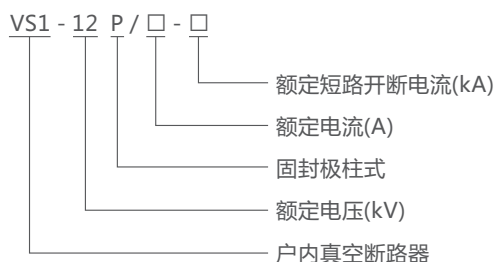 VS1 - 12 P / □ - □
额定短路开断电流(kA)
额定电流(A)
固封极柱式
额定电压(kV)
户内真空断路器